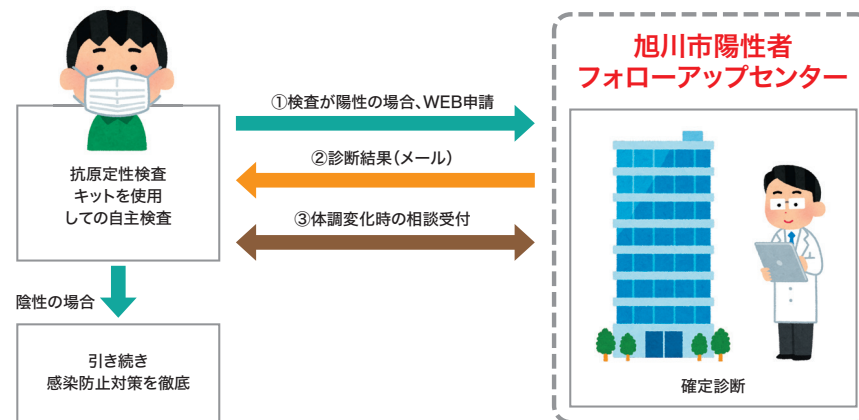 旭川市陽性者
フォローアップセンター
①検査が陽性の場合、WEB申請
②診断結果(メール)
③体調変化時の相談受付
抗原定性検査
キットを使用
しての自主検査
陰性の場合
引き続き
感染防止対策を徹底
確定診断